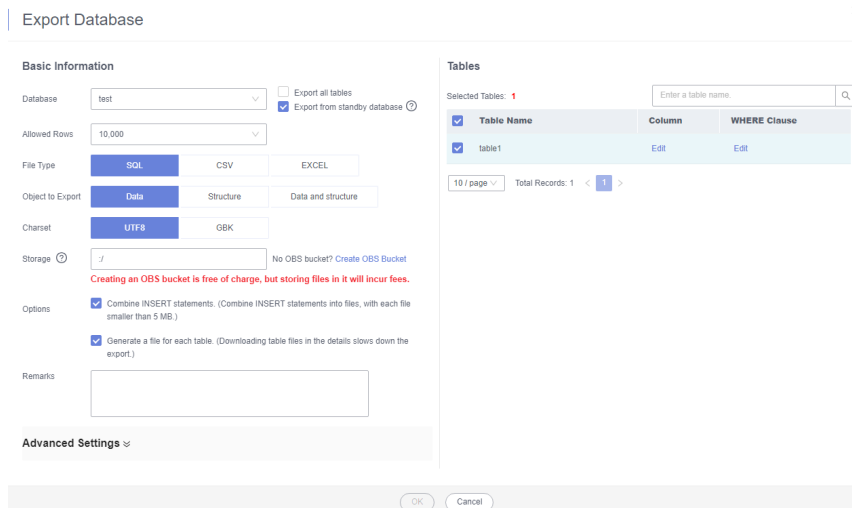 Export Database
Basic Information
Database
test
Export all tables
Export from standby database ?
Allowed Rows
10,000
File Type
SQL
CSV
EXCEL
Object to Export
Data
Structure
Data and structure
Charset
UTF8
GBK
Storage ?
:/
No OBS bucket? Create OBS Bucket
Creating an OBS bucket is free of charge, but storing files in it will incur fees.
Options
Combine INSERT statements. (Combine INSERT statements into files, with each file
smaller than 5 MB.)
Generate a file for each table. (Downloading table files in the details slows down the
export.)
Remarks
Advanced Settings
Tables
Selected Tables: 1
Enter a table name.
Table Name
Column
WHERE Clause
table1
Edit
Edit
10 / page
Total Records: 1
< 1 >
OK
Cancel